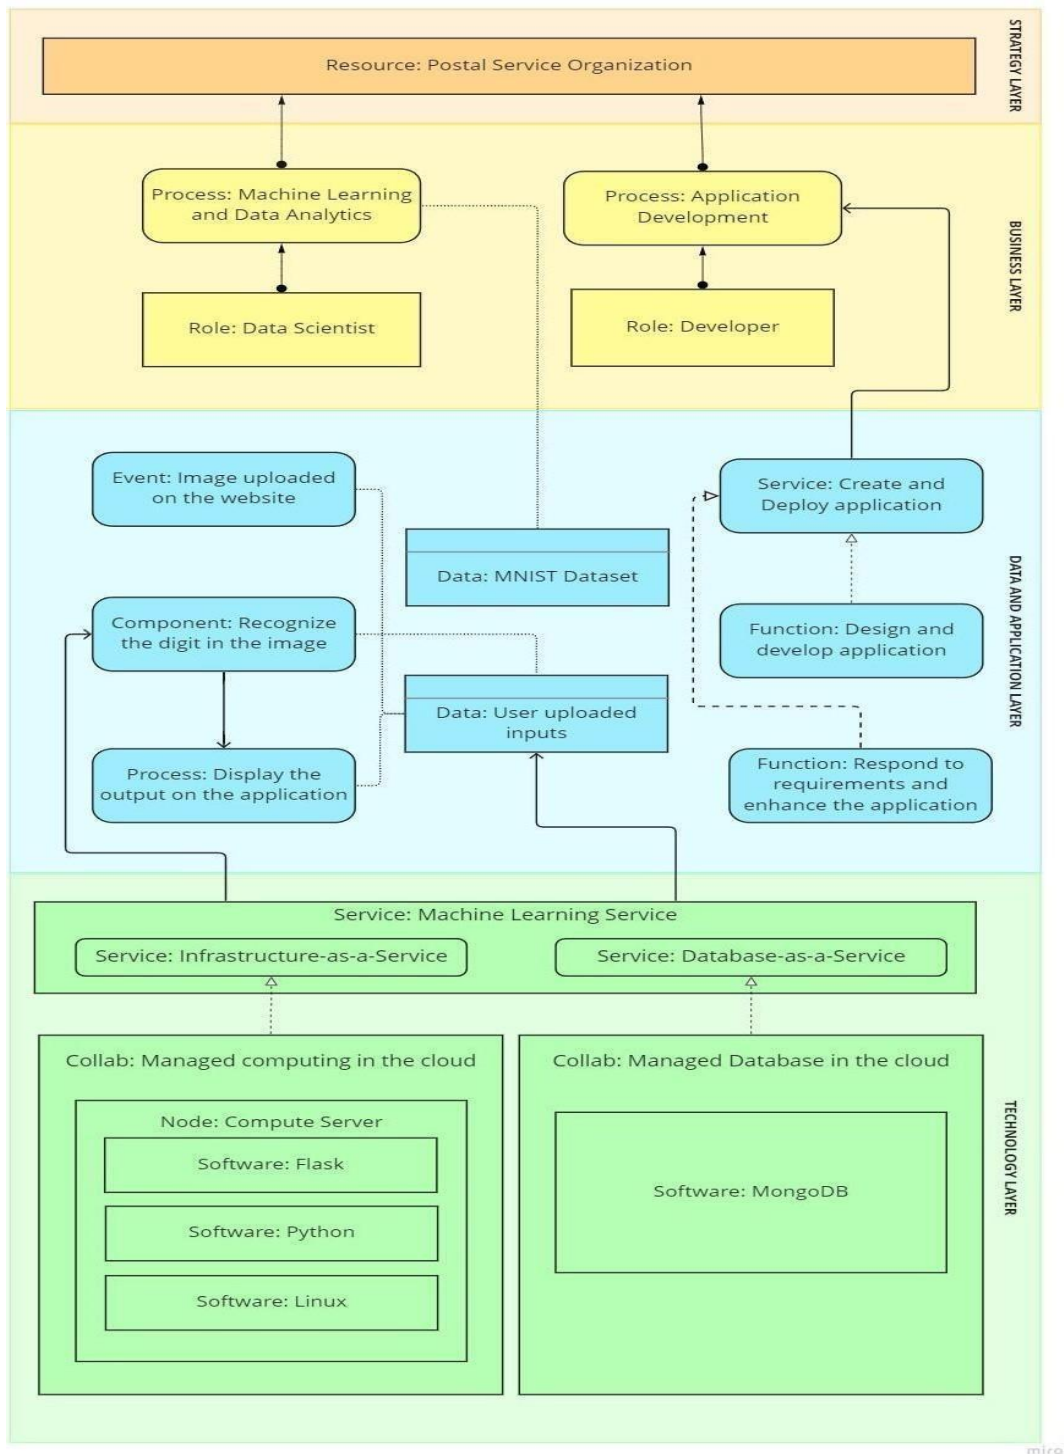 STRATEGY LAYER
Resource: Postal Service Organization
BUSINESS LAYER
Process: Machine Learning
and Data Analytics
Process: Application
Development
Role: Data Scientist
Role: Developer
DATA AND APPLICATION LAYER
Event: Image uploaded
on the website
Service: Create and
Deploy application
Data: MNIST Dataset
Component: Recognize
the digit in the image
Function: Design and
develop application
Data: User uploaded
inputs
Process: Display the
output on the application
Function: Respond to
requirements and
enhance the application
TECHNOLOGY LAYER
Service: Machine Learning Service
Service: Infrastructure-as-a-Service
Service: Database-as-a-Service
Collab: Managed computing in the cloud
Node: Compute Server
Software: Flask
Software: Python
Software: Linux
Collab: Managed Database in the cloud
Software: MongoDB
miro